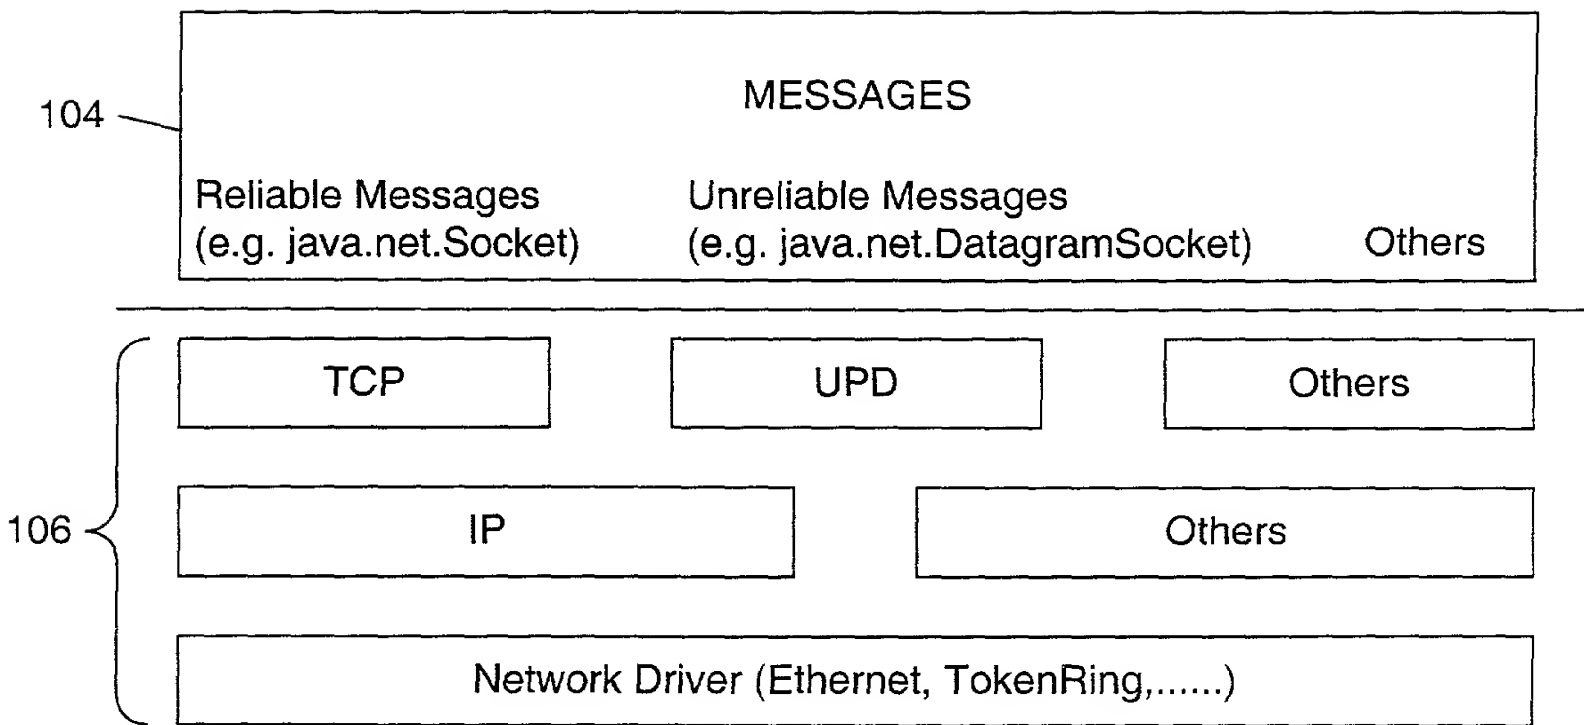 MESSAGES
104
Reliable Messages
(e.g. java.net.Socket)
Unreliable Messages
(e.g. java.net.DatagramSocket)
Others
TCP
UPD
Others
106
IP
Others
Network Driver (Ethernet, TokenRing,......)